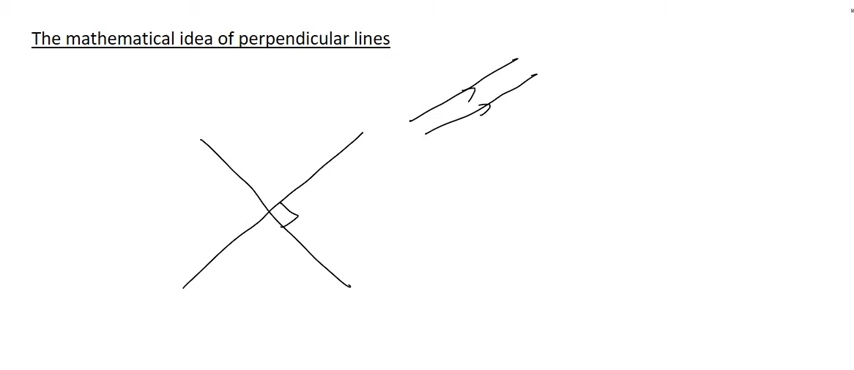 The mathematical idea of perpendicular lines